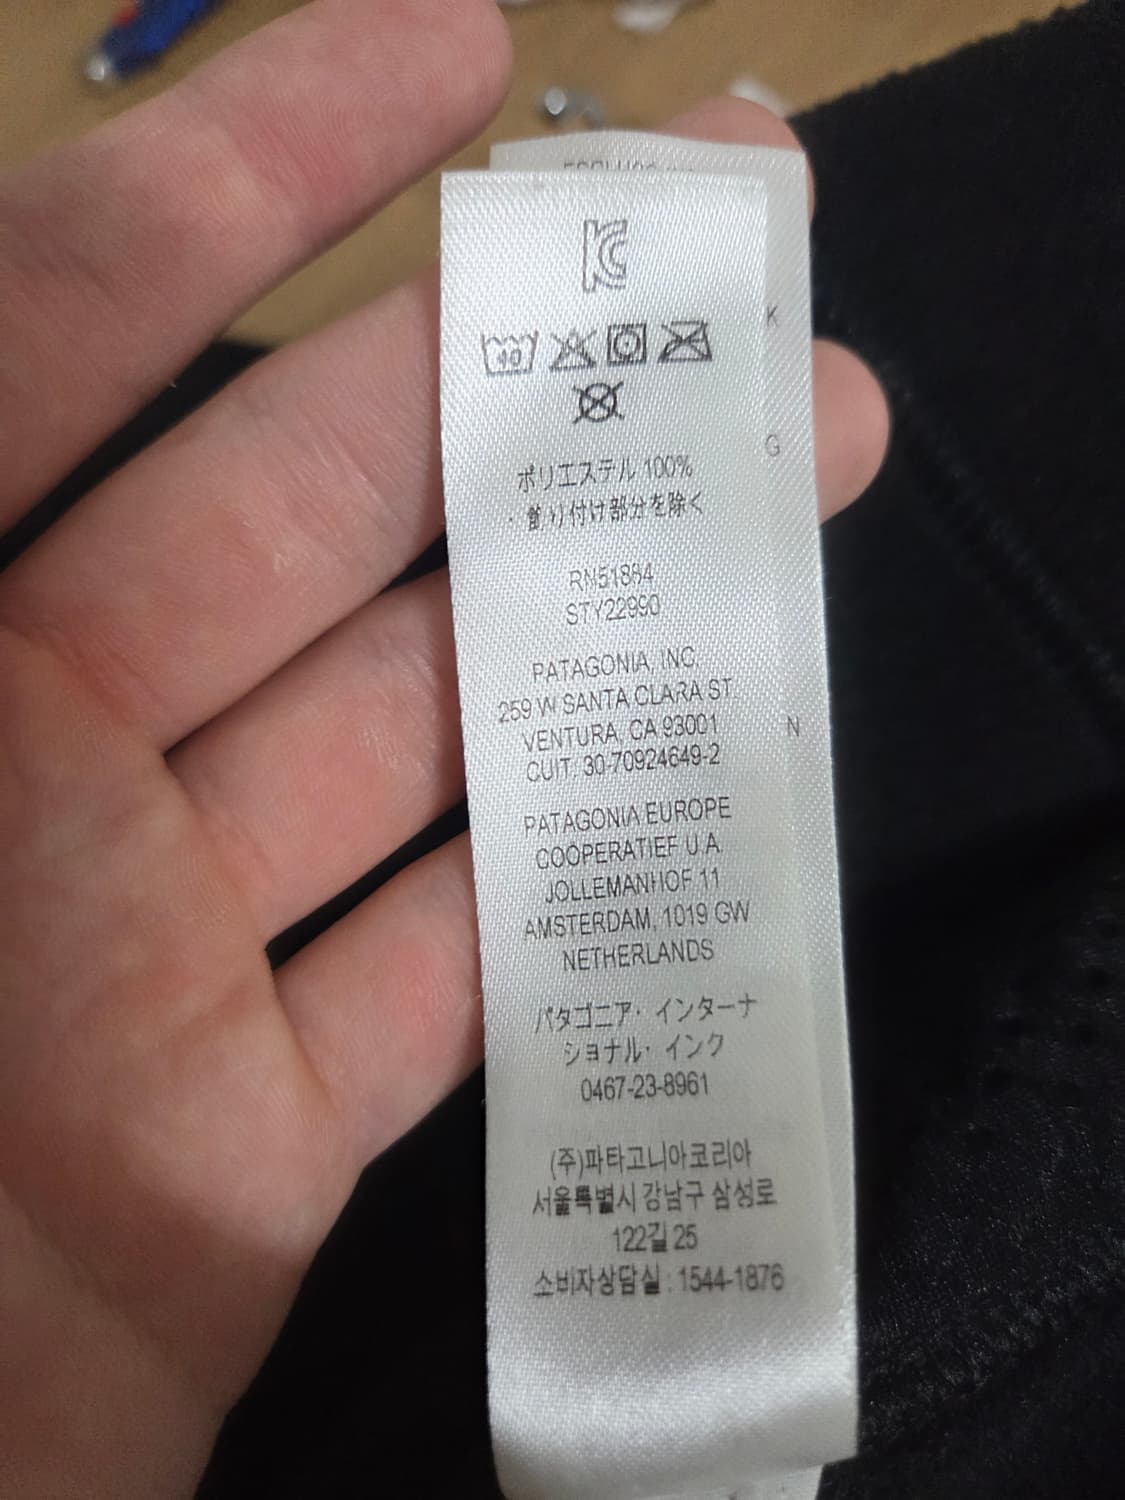 KC
40
ポリエステル 100%
・飾り付け部分を除く
RN51884
STY22990
PATAGONIA, INC.
259 W SANTA CLARA ST.
VENTURA, CA 93001
CUIT: 30-70924649-2
PATAGONIA EUROPE
COOPERATIEF U.A.
JOLLEMANHOF 11
AMSTERDAM, 1019 GW
NETHERLANDS
パタゴニア・インターナ
ショナル・インク
0467-23-8961
(주)파타고니아코리아
서울특별시 강남구 삼성로
122길 25
소비자상담실 : 1544-1876
K
G
N